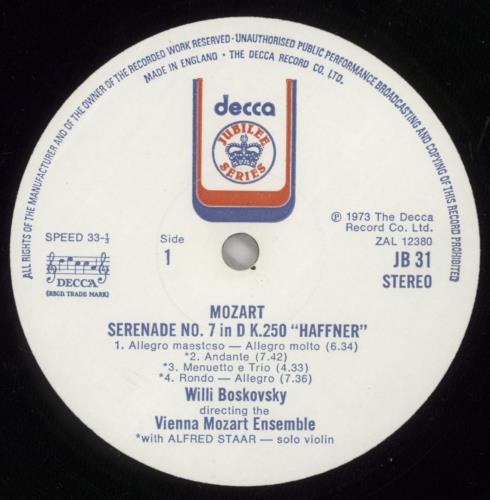 ALL RIGHTS OF THE MANUFACTURER AND OF THE OWNER OF THE RECORDED WORK RESERVED · UNAUTHORISED PUBLIC PERFORMANCE BROADCASTING AND COPYING OF THIS RECORD PROHIBITED
MADE IN ENGLAND · THE DECCA RECORD CO. LTD.
decca
JUBILEE
SERIES
SPEED 33-⅓
DECCA
(REGD. TRADE MARK)
Side
1
℗ 1973 The Decca
Record Co. Ltd.
ZAL 12380
JB 31
STEREO
MOZART
SERENADE NO. 7 in D K.250 "HAFFNER"
1. Allegro maestoso — Allegro molto (6.34)
*2. Andante (7.42)
*3. Menuetto e Trio (4.33)
*4. Rondo — Allegro (7.36)
Willi Boskovsky
directing the
Vienna Mozart Ensemble
*with ALFRED STAAR — solo violin